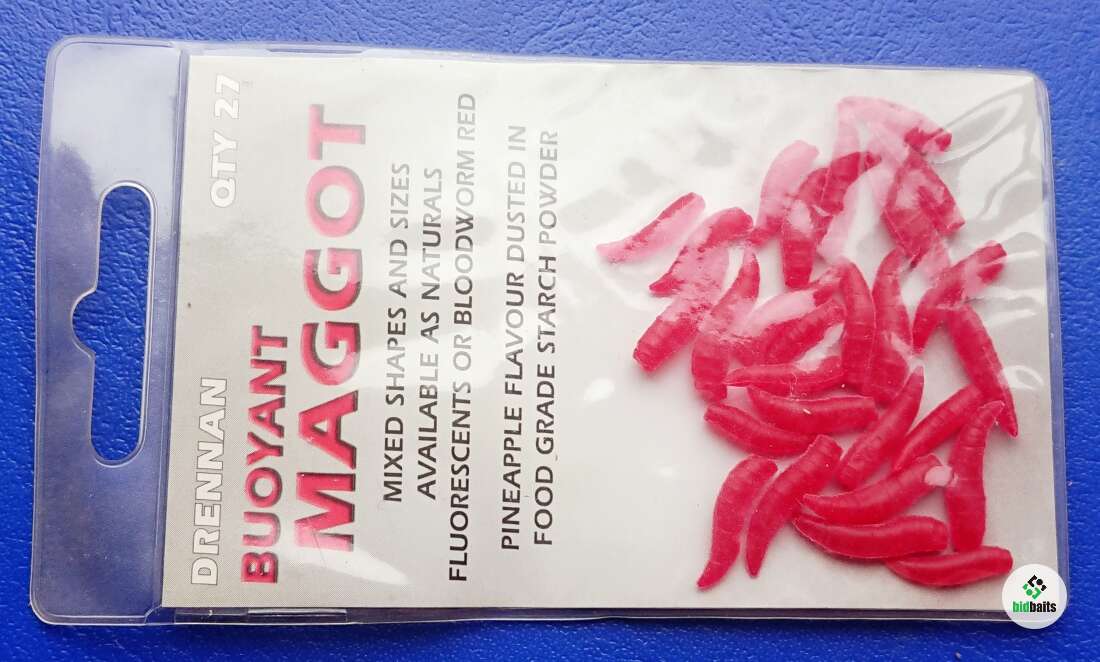 DRENNAN QTY 27
BUOYANT
MAGGOT
MIXED SHAPES AND SIZES
AVAILABLE AS NATURALS
FLUORESCENTS OR BLOODWORM RED
PINEAPPLE FLAVOUR DUSTED IN
FOOD GRADE STARCH POWDER
bidbaits